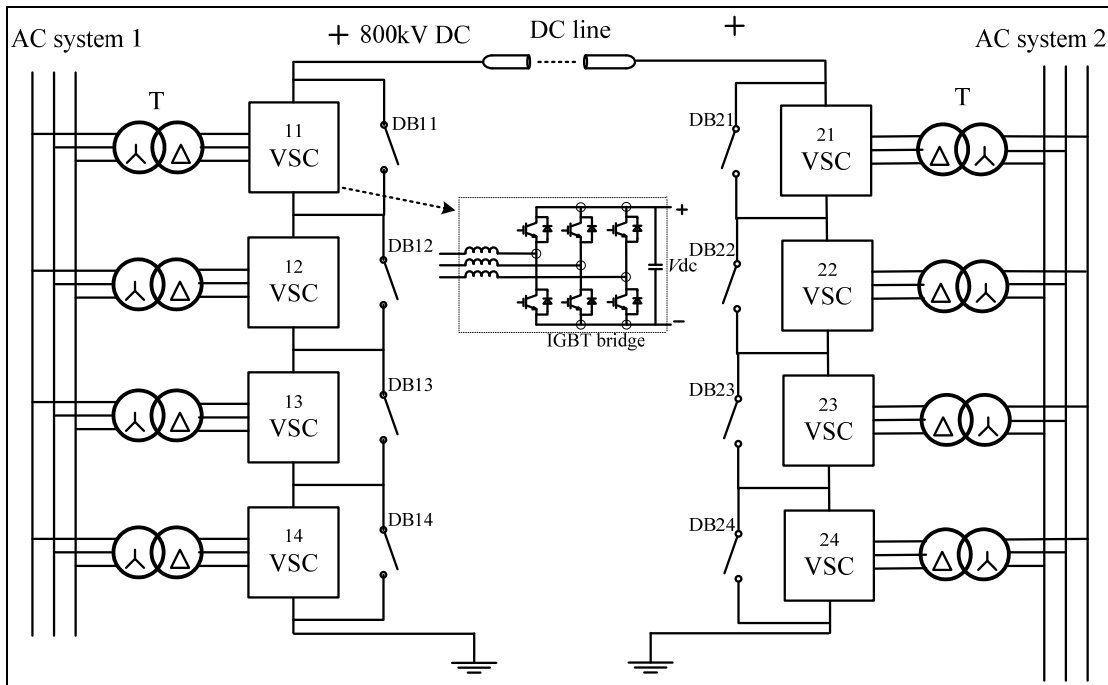 AC system 1
+ 800kV DC
DC line
+
AC system 2
T
T
11
VSC
DB11
DB21
21
VSC
12
VSC
DB12
+
Vdc
−
IGBT bridge
DB22
22
VSC
13
VSC
DB13
DB23
23
VSC
14
VSC
DB14
DB24
24
VSC